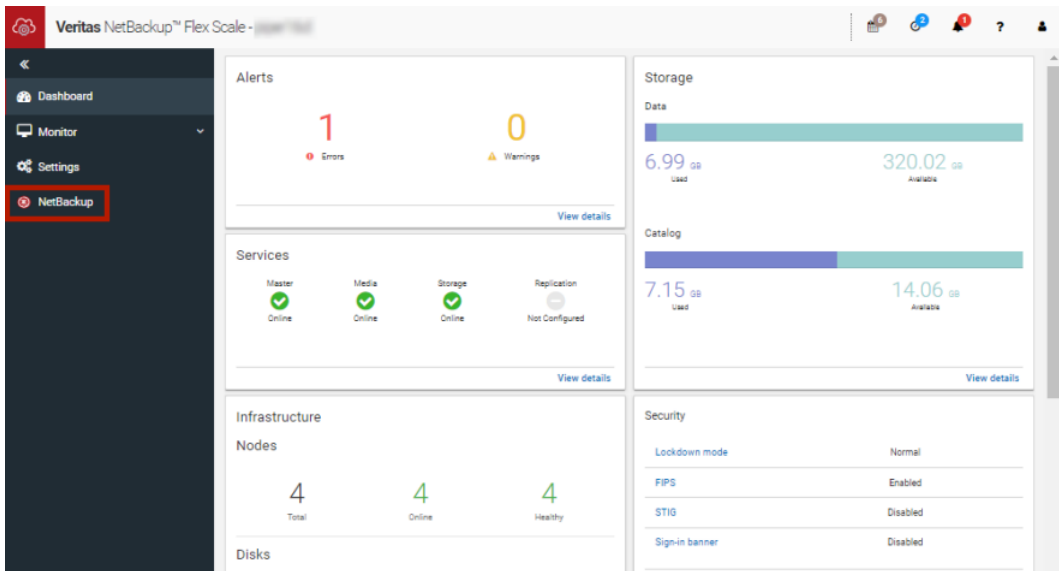 Veritas NetBackup™ Flex Scale -
6
2
1
?
Dashboard
Monitor
Settings
NetBackup
Alerts
1
Errors
0
Warnings
View details
Services
Master
Online
Media
Online
Storage
Online
Replication
Not Configured
View details
Infrastructure
Nodes
4
Total
4
Online
4
Healthy
Disks
Storage
Data
6.99 GB
Used
320.02 GB
Available
Catalog
7.15 GB
Used
14.06 GB
Available
View details
Security
Lockdown mode Normal
FIPS Enabled
STIG Disabled
Sign-in banner Disabled